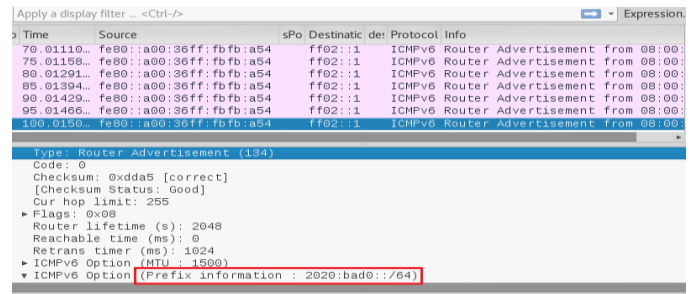 Apply a display filter ... <Ctrl-/> Expression.
Time Source sPo Destinatic de: Protocol Info
70.01110… fe80::a00:36ff:fbfb:a54 ff02::1 ICMPv6 Router Advertisement from 08:00:
75.01158… fe80::a00:36ff:fbfb:a54 ff02::1 ICMPv6 Router Advertisement from 08:00:
80.01291… fe80::a00:36ff:fbfb:a54 ff02::1 ICMPv6 Router Advertisement from 08:00:
85.01394… fe80::a00:36ff:fbfb:a54 ff02::1 ICMPv6 Router Advertisement from 08:00:
90.01429… fe80::a00:36ff:fbfb:a54 ff02::1 ICMPv6 Router Advertisement from 08:00:
95.01466… fe80::a00:36ff:fbfb:a54 ff02::1 ICMPv6 Router Advertisement from 08:00:
100.0150… fe80::a00:36ff:fbfb:a54 ff02::1 ICMPv6 Router Advertisement from 08:00:
Type: Router Advertisement (134)
Code: 0
Checksum: 0xdda5 [correct]
[Checksum Status: Good]
Cur hop limit: 255
Flags: 0x08
Router lifetime (s): 2048
Reachable time (ms): 0
Retrans timer (ms): 1024
ICMPv6 Option (MTU : 1500)
ICMPv6 Option (Prefix information : 2020:bad0::/64)